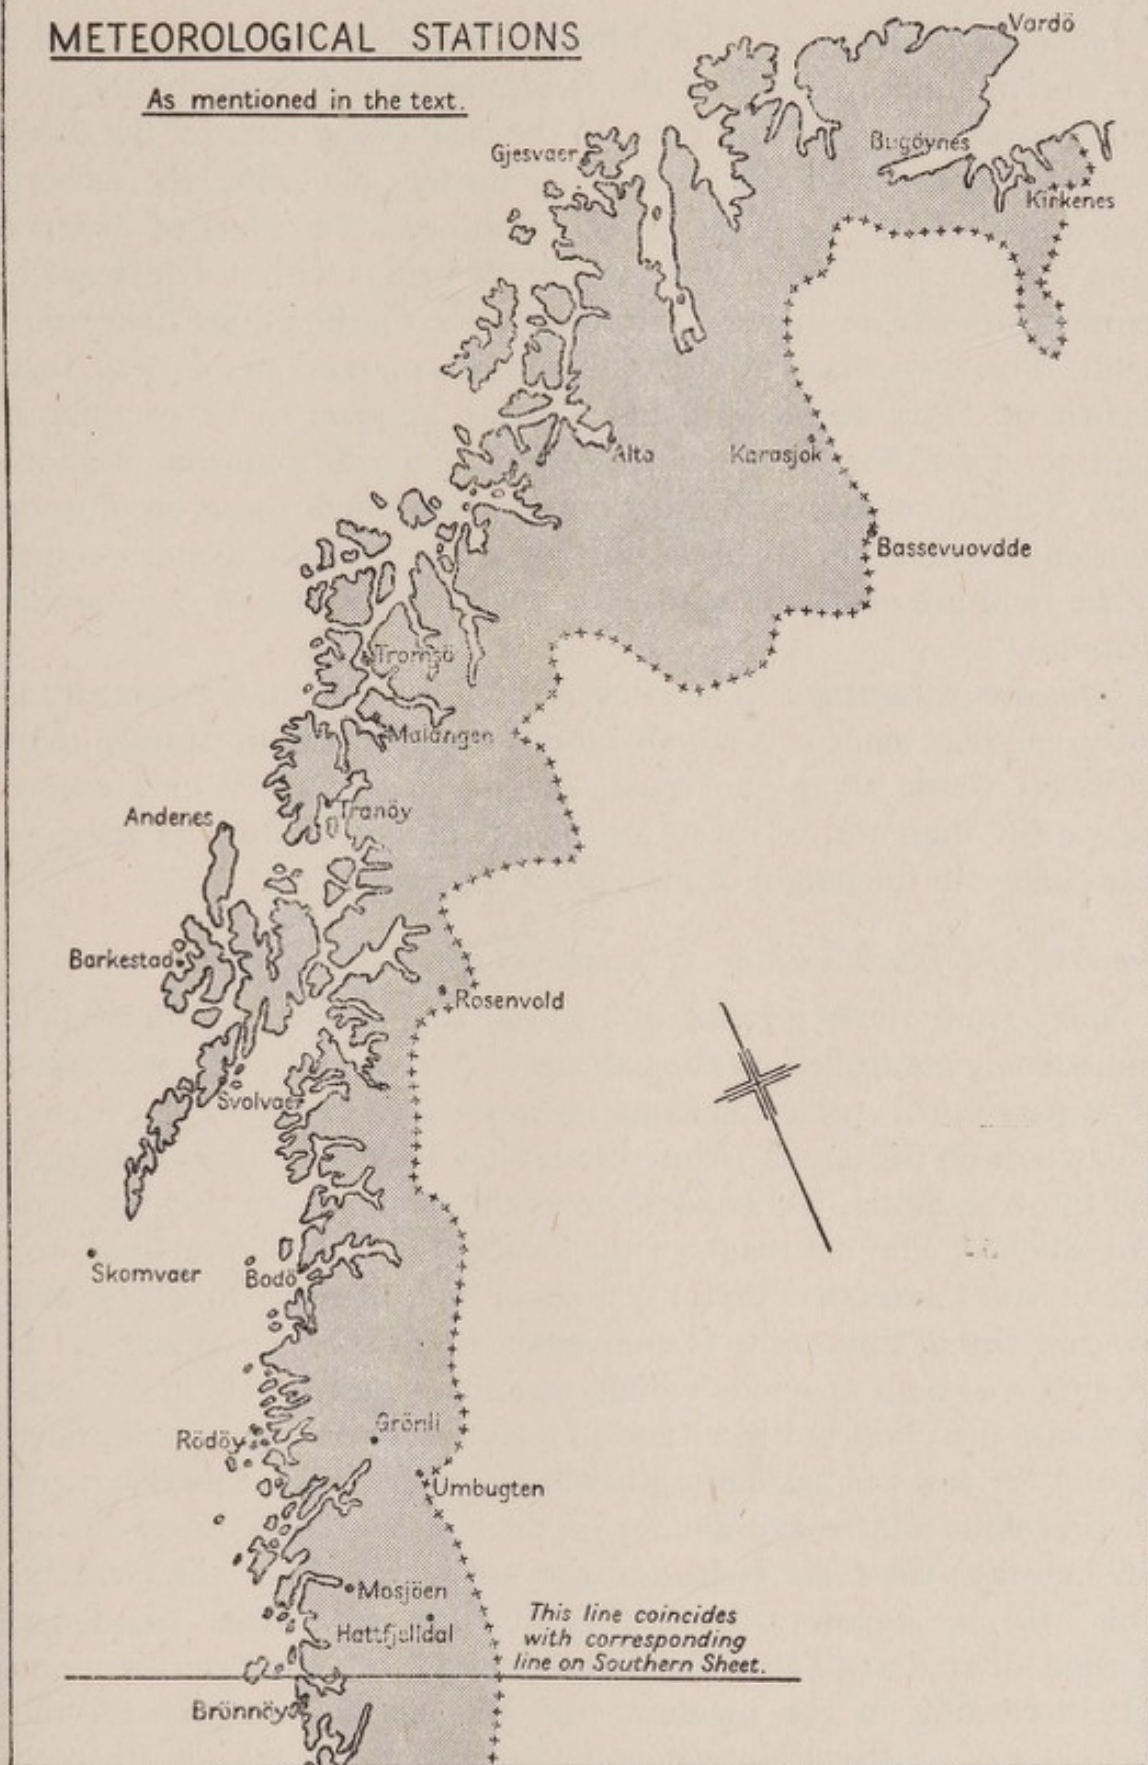 METEOROLOGICAL STATIONS
As mentioned in the text.
Vardö
Gjesvaer
Bugöynes
Kirkenes
Alta
Karasjok
Bassevuovdde
Tromsö
Malangen
Tranöy
Andenes
Barkestad
Rosenvold
Svolvaer
Skomvaer
Bodö
Grönli
Rödöy
Umbugten
Mosjöen
Hattfjelldal
This line coincides
with corresponding
line on Southern Sheet.
Brönnöy